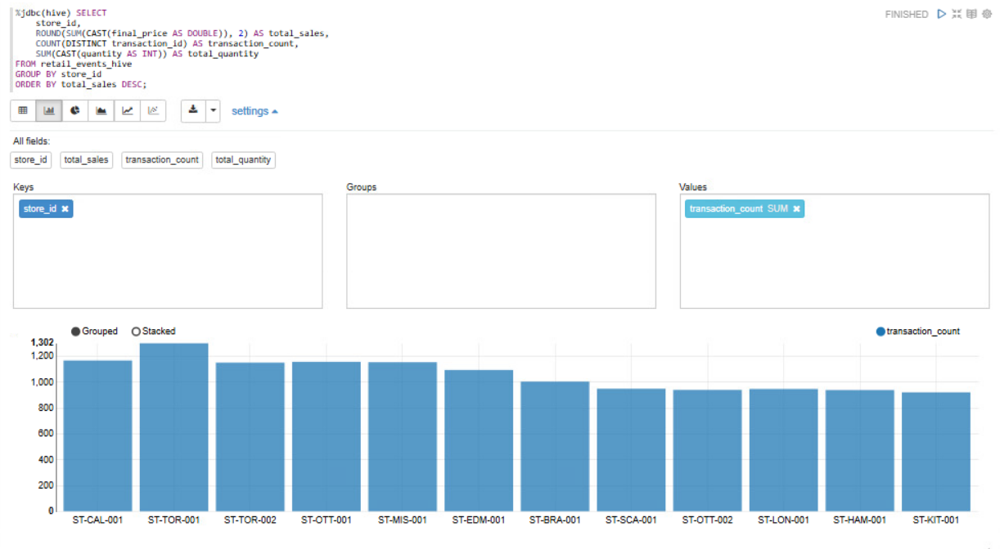 %jdbc(hive) SELECT
    store_id,
    ROUND(SUM(CAST(final_price AS DOUBLE)), 2) AS total_sales,
    COUNT(DISTINCT transaction_id) AS transaction_count,
    SUM(CAST(quantity AS INT)) AS total_quantity
FROM retail_events_hive
GROUP BY store_id
ORDER BY total_sales DESC;
FINISHED
settings
All fields:
store_id total_sales transaction_count total_quantity
Keys Groups Values
store_id ✖ transaction_count SUM ✖
Grouped Stacked transaction_count
1,302
1,200
1,000
800
600
400
200
0
ST-CAL-001 ST-TOR-001 ST-TOR-002 ST-OTT-001 ST-MIS-001 ST-EDM-001 ST-BRA-001 ST-SCA-001 ST-OTT-002 ST-LON-001 ST-HAM-001 ST-KIT-001